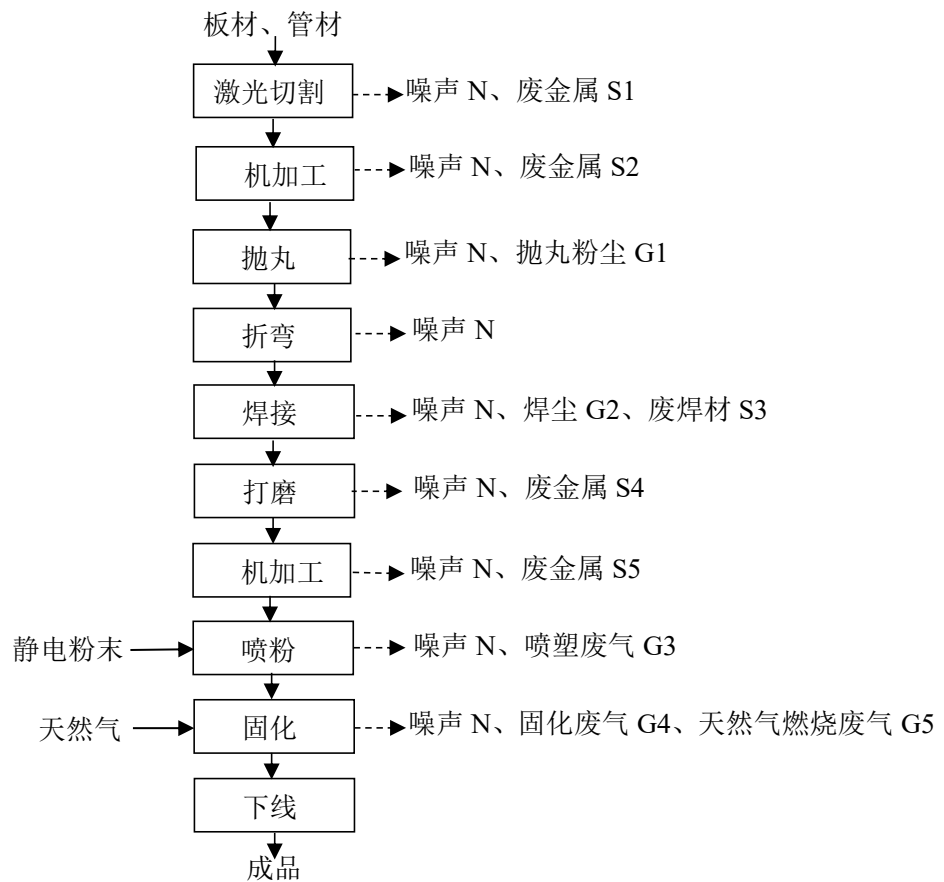 板材、管材
激光切割
噪声 N、废金属 S1
机加工
噪声 N、废金属 S2
抛丸
噪声 N、抛丸粉尘 G1
折弯
噪声 N
焊接
噪声 N、焊尘 G2、废焊材 S3
打磨
噪声 N、废金属 S4
机加工
噪声 N、废金属 S5
静电粉末
喷粉
噪声 N、喷塑废气 G3
天然气
固化
噪声 N、固化废气 G4、天然气燃烧废气 G5
下线
成品